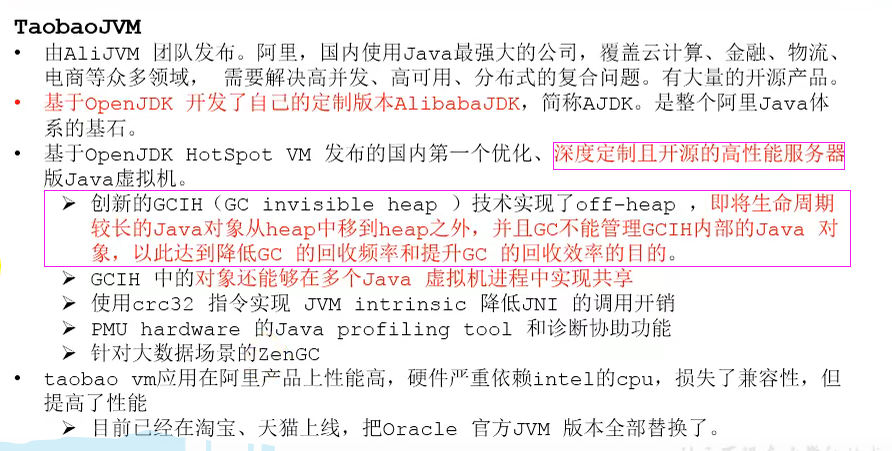 TaobaoJVM
• 由AliJVM 团队发布。阿里，国内使用Java最强大的公司，覆盖云计算、金融、物流、
电商等众多领域， 需要解决高并发、高可用、分布式的复合问题。有大量的开源产品。
• 基于OpenJDK 开发了自己的定制版本AlibabaJDK，简称AJDK。是整个阿里Java体
系的基石。
• 基于OpenJDK HotSpot VM 发布的国内第一个优化、深度定制且开源的高性能服务器
版Java虚拟机。
➢ 创新的GCIH（GC invisible heap ）技术实现了off-heap ，即将生命周期
较长的Java对象从heap中移到heap之外，并且GC不能管理GCIH内部的Java 对
象，以此达到降低GC 的回收频率和提升GC 的回收效率的目的。
➢ GCIH 中的对象还能够在多个Java 虚拟机进程中实现共享
➢ 使用crc32 指令实现 JVM intrinsic 降低JNI 的调用开销
➢ PMU hardware 的Java profiling tool 和诊断协助功能
➢ 针对大数据场景的ZenGC
• taobao vm应用在阿里产品上性能高，硬件严重依赖intel的cpu，损失了兼容性，但
提高了性能
➢ 目前已经在淘宝、天猫上线，把Oracle 官方JVM 版本全部替换了。